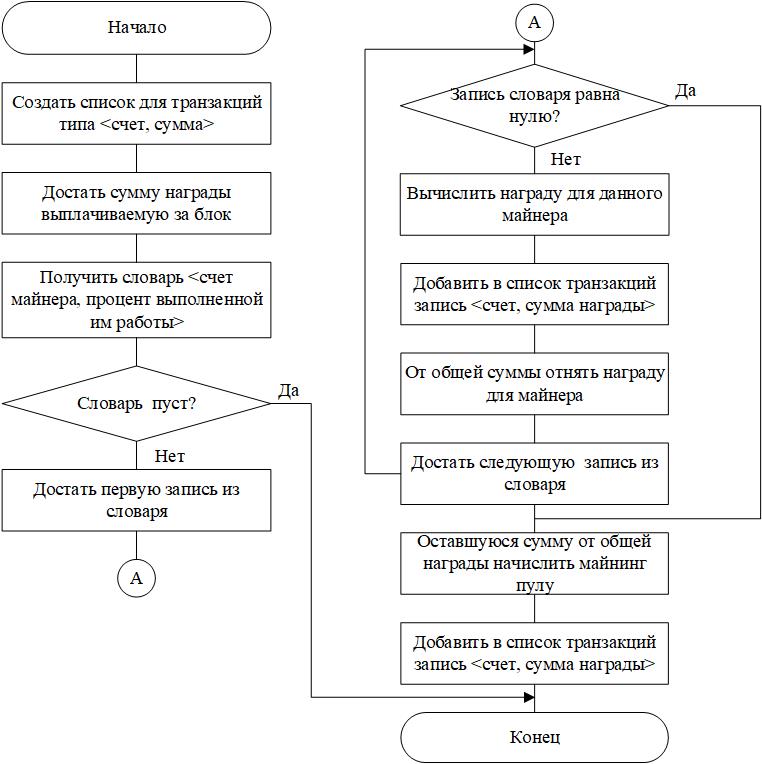 Начало
Создать список для транзакций
типа <счет, сумма>
Достать сумму награды
выплачиваемую за блок
Получить словарь <счет
майнера, процент выполненной
им работы>
Словарь пуст?
Да
Нет
Достать первую запись из
словаря
А
А
Запись словаря равна
нулю?
Да
Нет
Вычислить награду для данного
майнера
Добавить в список транзакций
запись <счет, сумма награды>
От общей суммы отнять награду
для майнера
Достать следующую запись из
словаря
Оставшуюся сумму от общей
награды начислить майнинг
пулу
Добавить в список транзакций
запись <счет, сумма награды>
Конец